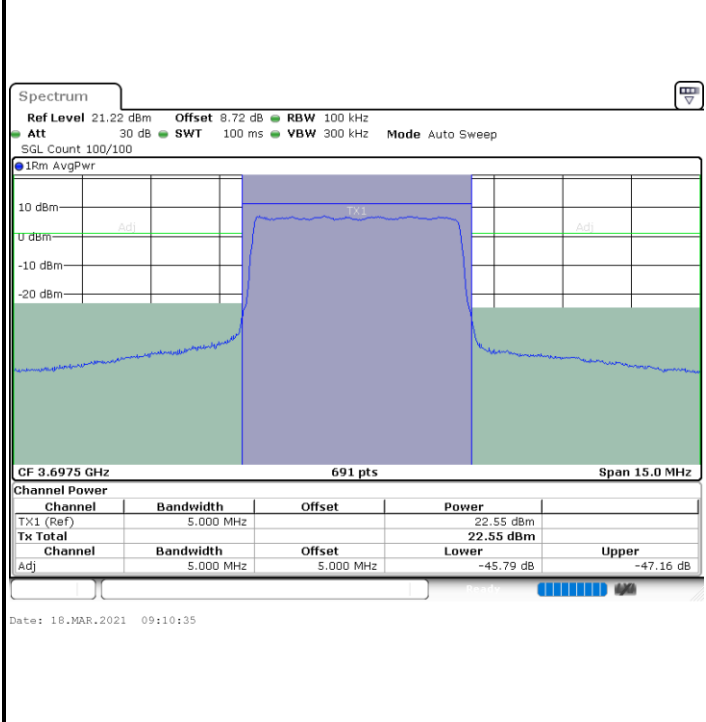 Spectrum
Ref Level 21.22 dBm Offset 8.72 dB RBW 100 kHz
Att 30 dB SWT 100 ms VBW 300 kHz Mode Auto Sweep
SGL Count 100/100
1Rm AvgPwr
10 dBm
TX1
Adj Adj
0 dBm
-10 dBm
-20 dBm
CF 3.6975 GHz 691 pts Span 15.0 MHz
Channel Power
Channel Bandwidth Offset Power
TX1 (Ref) 5.000 MHz 22.55 dBm
Tx Total 22.55 dBm
Channel Bandwidth Offset Lower Upper
Adj 5.000 MHz 5.000 MHz -45.79 dB -47.16 dB
Ready
Date: 18.MAR.2021 09:10:35